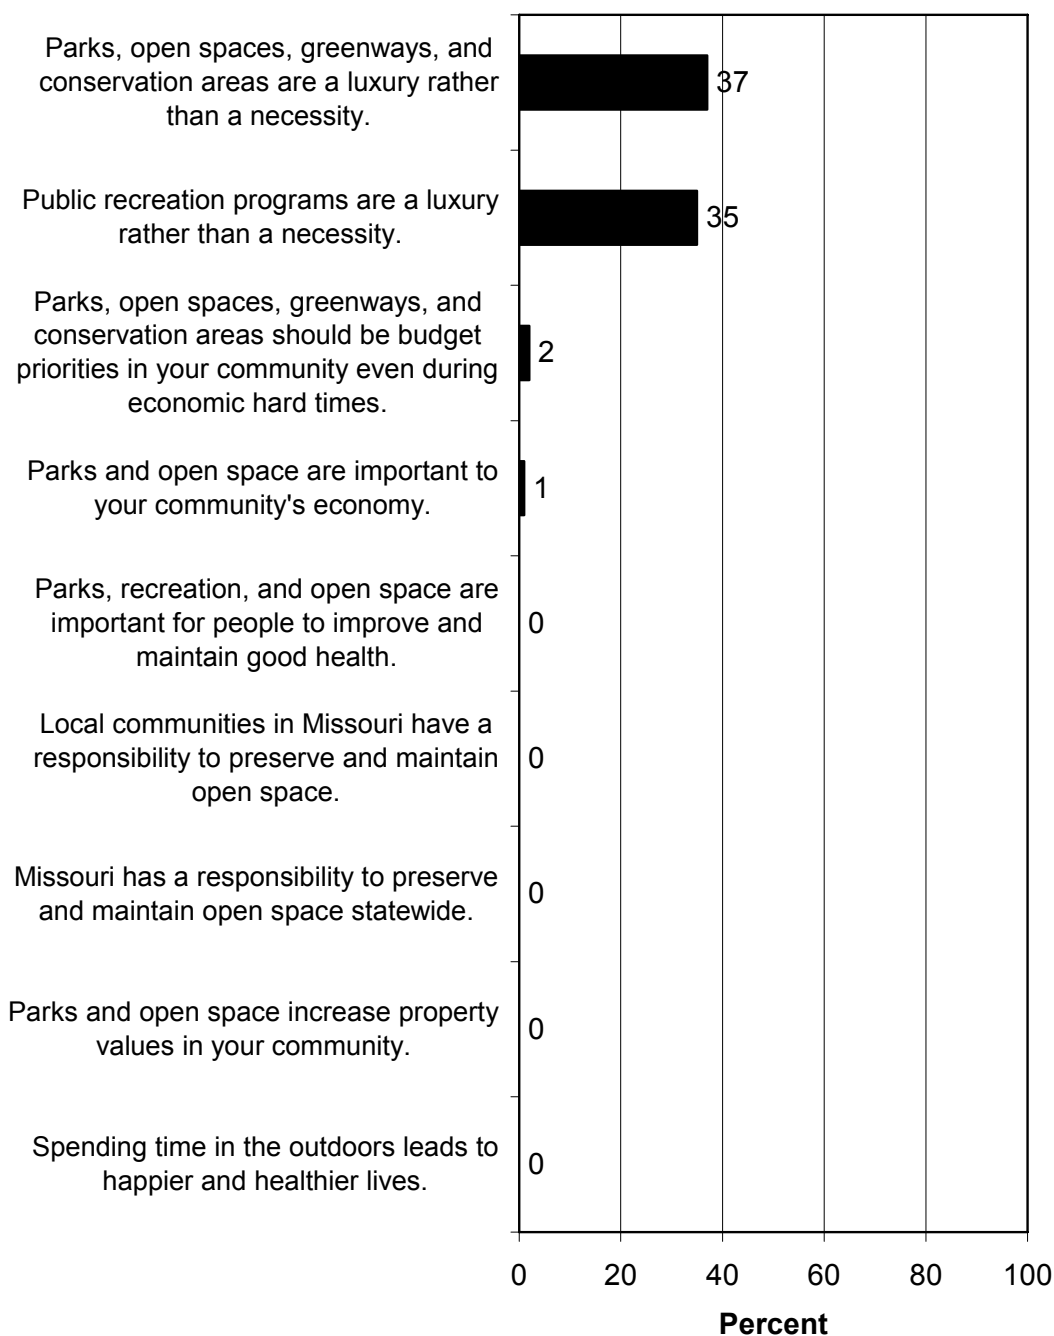 Parks, open spaces, greenways, and
conservation areas are a luxury rather
than a necessity.
37
Public recreation programs are a luxury
rather than a necessity.
35
Parks, open spaces, greenways, and
conservation areas should be budget
priorities in your community even during
economic hard times.
2
Parks and open space are important to
your community's economy.
1
Parks, recreation, and open space are
important for people to improve and
maintain good health.
0
Local communities in Missouri have a
responsibility to preserve and maintain
open space.
0
Missouri has a responsibility to preserve
and maintain open space statewide.
0
Parks and open space increase property
values in your community.
0
Spending time in the outdoors leads to
happier and healthier lives.
0
0 20 40 60 80 100
Percent